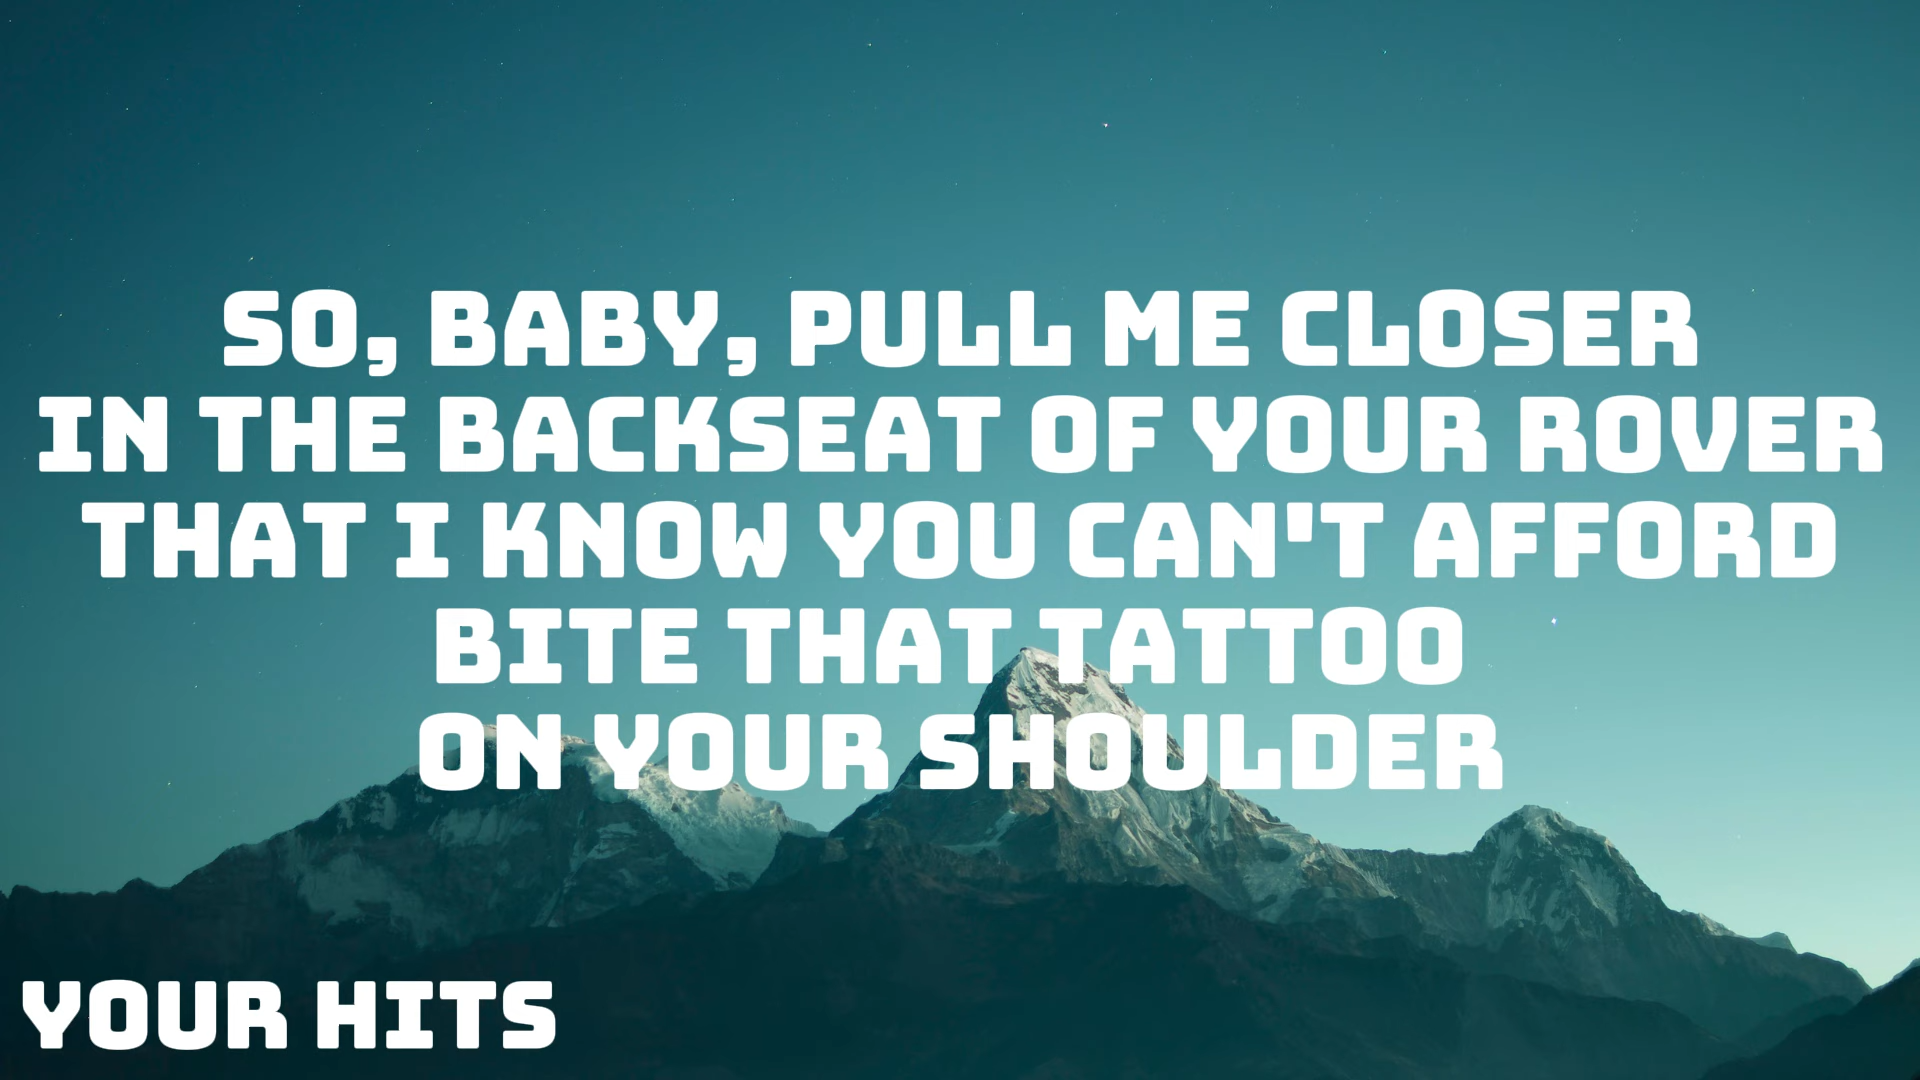 SO, BABY, PULL ME CLOSER
IN THE BACKSEAT OF YOUR ROVER
THAT I KNOW YOU CAN'T AFFORD
BITE THAT TATTOO
ON YOUR SHOULDER
YOUR HITS